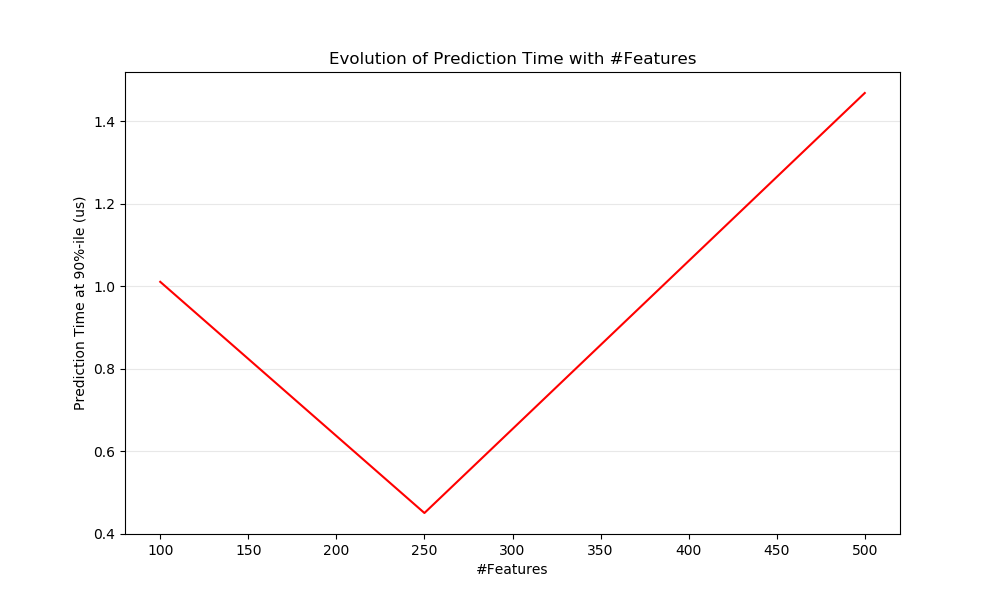 Evolution of Prediction Time with #Features
Prediction Time at 90%-ile (us)
1.4
1.2
1.0
0.8
0.6
0.4
100 150 200 250 300 350 400 450 500
#Features